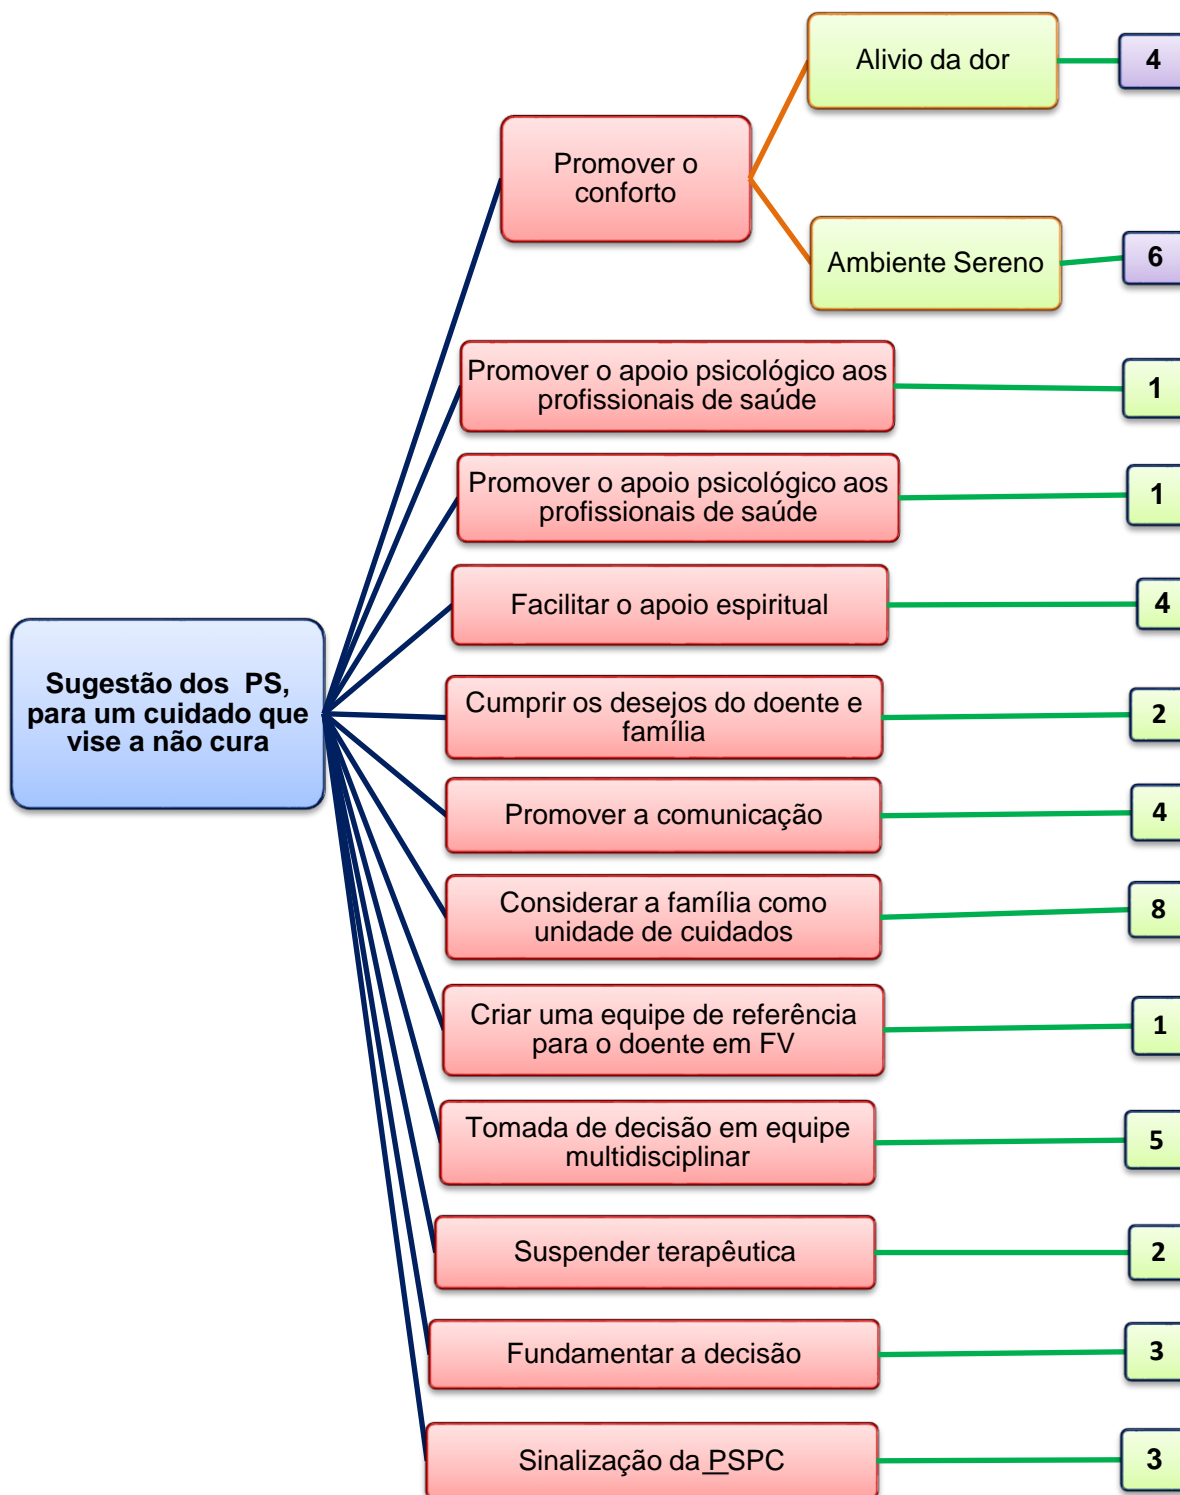 Alivio da dor
4
Promover o
conforto
Ambiente Sereno
6
Promover o apoio psicológico aos
profissionais de saúde
1
Promover o apoio psicológico aos
profissionais de saúde
1
Facilitar o apoio espiritual
4
Sugestão dos PS,
para um cuidado que
vise a não cura
Cumprir os desejos do doente e
família
2
Promover a comunicação
4
Considerar a família como
unidade de cuidados
8
Criar uma equipe de referência
para o doente em FV
1
Tomada de decisão em equipe
multidisciplinar
5
Suspender terapêutica
2
Fundamentar a decisão
3
Sinalização da PSPC
3